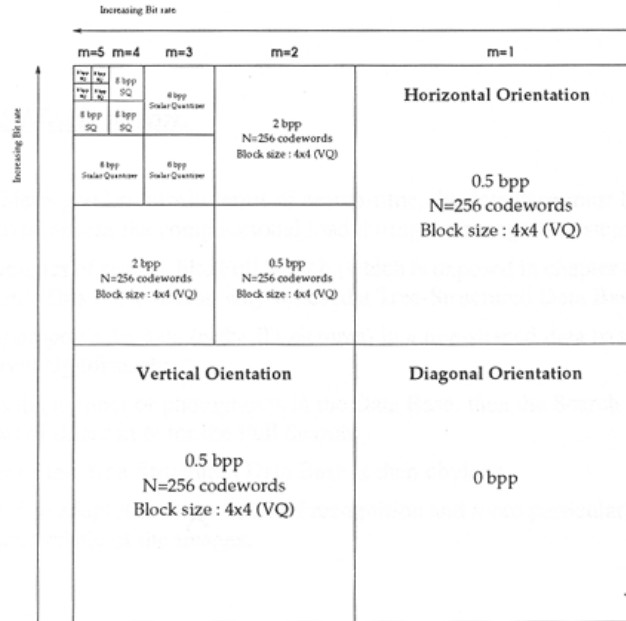 Increasing Bit rate
Increasing Bit rate
m=5 m=4 m=3 m=2 m=1
8 bpp
SQ
8 bpp
SQ
8 bpp
SQ
6 bpp
Scalar Quantizer
6 bpp
Scalar Quantizer
6 bpp
Scalar Quantizer
2 bpp
N=256 codewords
Block size : 4x4 (VQ)
2 bpp
N=256 codewords
Block size : 4x4 (VQ)
0.5 bpp
N=256 codewords
Block size : 4x4 (VQ)
Horizontal Orientation
0.5 bpp
N=256 codewords
Block size : 4x4 (VQ)
Vertical Oientation
0.5 bpp
N=256 codewords
Block size : 4x4 (VQ)
Diagonal Orientation
0 bpp